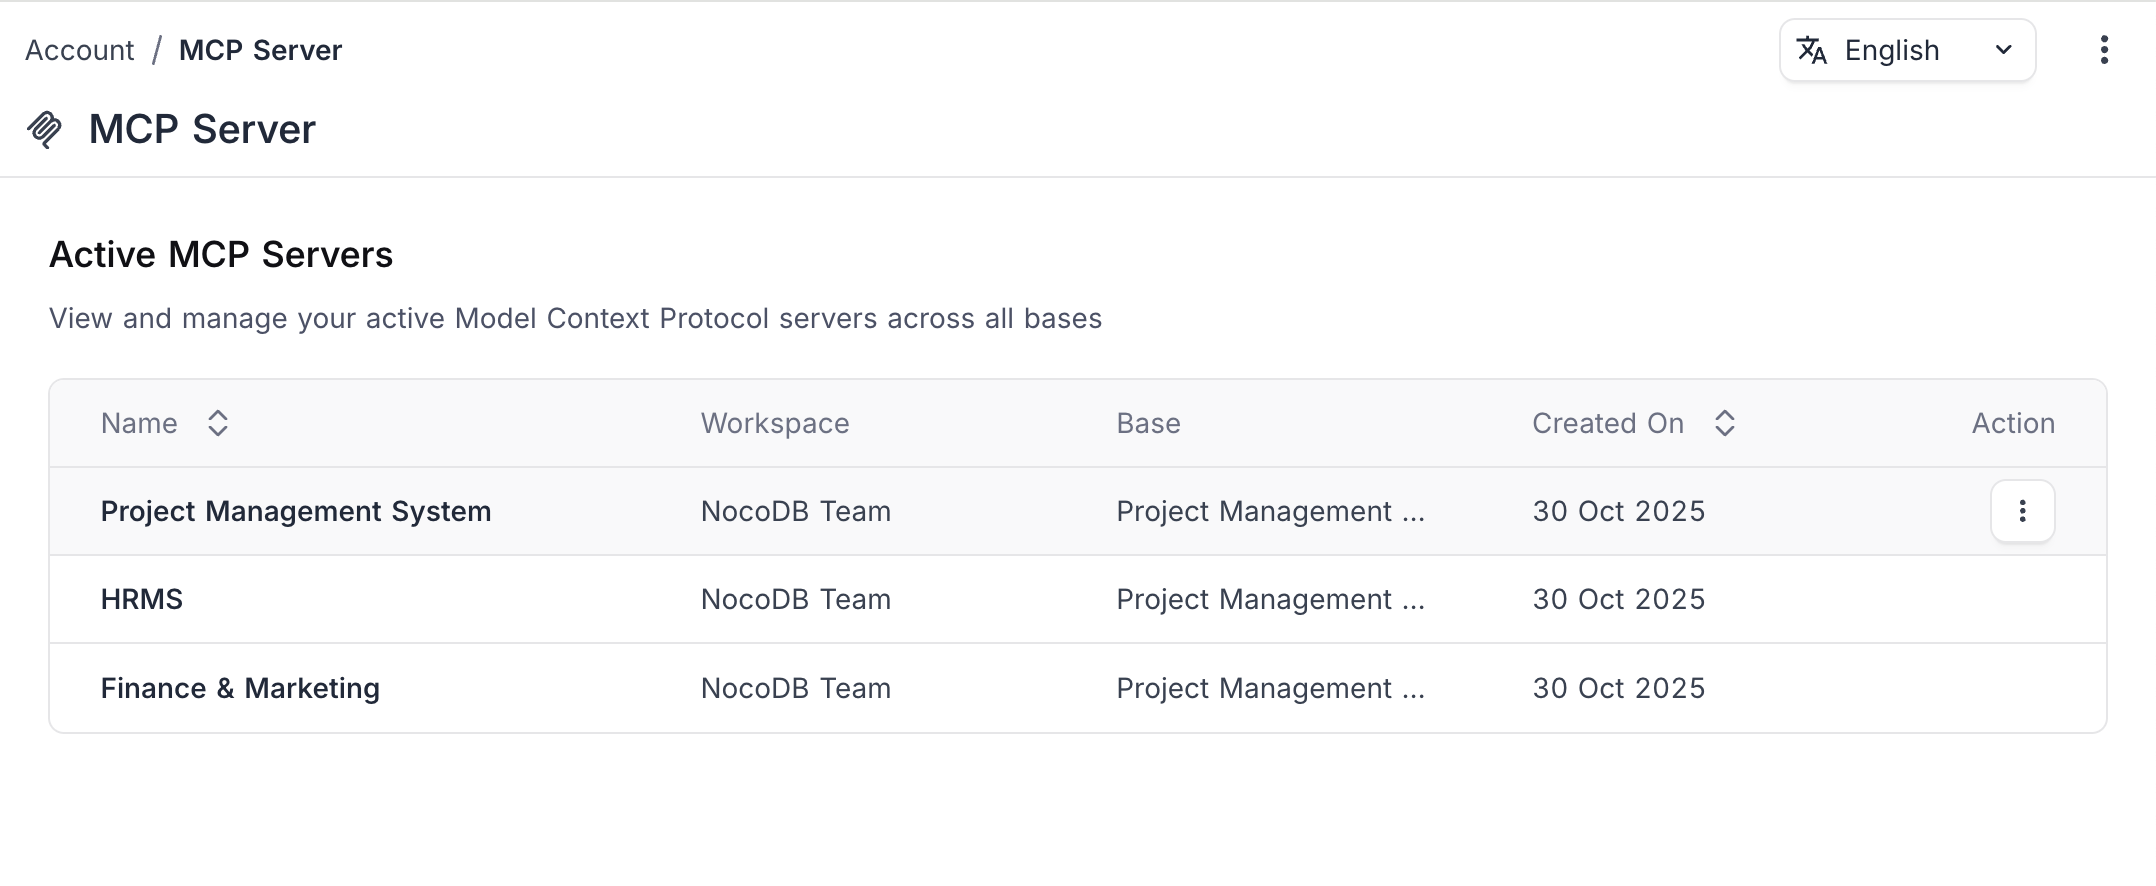 Account / MCP Server
English
MCP Server
Active MCP Servers
View and manage your active Model Context Protocol servers across all bases
Name Workspace Base Created On Action
Project Management System NocoDB Team Project Management ... 30 Oct 2025
HRMS NocoDB Team Project Management ... 30 Oct 2025
Finance & Marketing NocoDB Team Project Management ... 30 Oct 2025